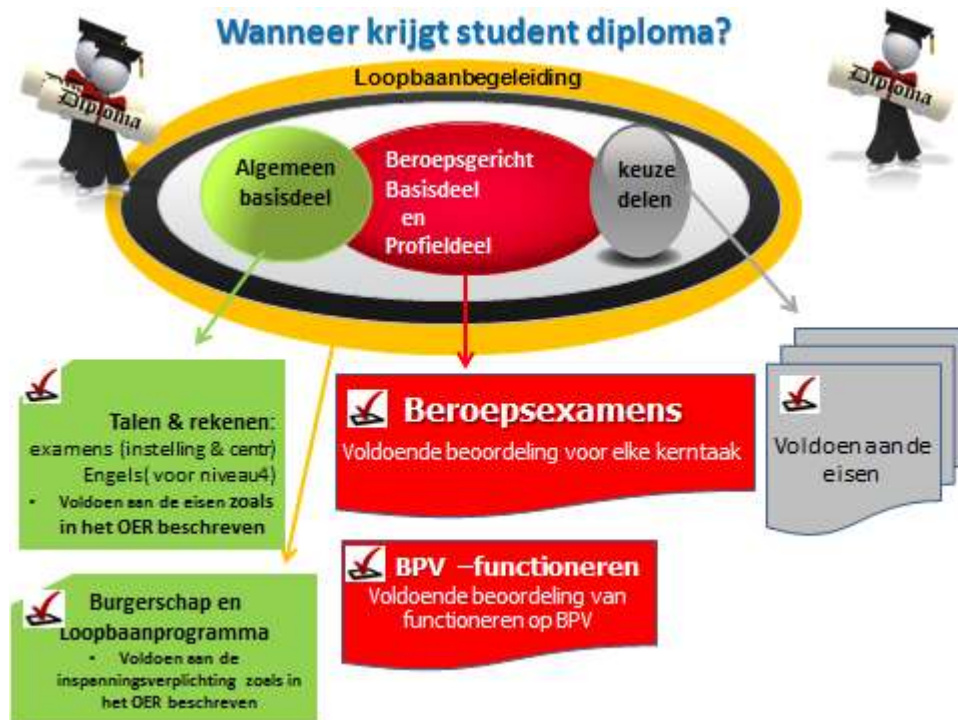 Wanneer krijgt student diploma?
Diploma
Diploma
Loopbaanbegeleiding
Algemeen
basisdeel
Beroepsgericht
Basisdeel
en
Profieldeel
keuze
delen
Talen & rekenen:
examens (instelling & centr)
Engels( voor niveau4)
• Voldoen aan de eisen zoals
in het OER beschreven
Beroepsexamens
Voldoende beoordeling voor elke kerntaak
Voldoen aan de
eisen
BPV –functioneren
Voldoende beoordeling van
functioneren op BPV
Burgerschap en
Loopbaanprogramma
• Voldoen aan de
inspanningsverplichting zoals in
het OER beschreven